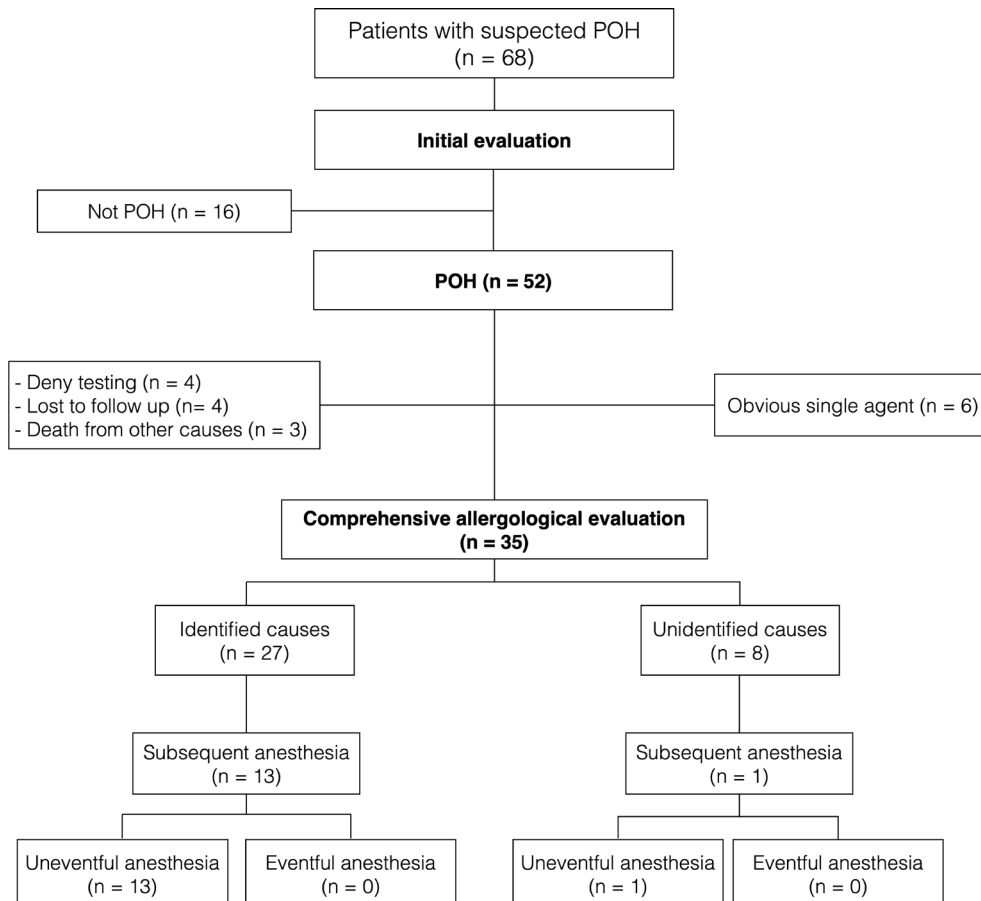 Patients with suspected POH
(n = 68)
Initial evaluation
Not POH (n = 16)
POH (n = 52)
- Deny testing (n = 4)
- Lost to follow up (n= 4)
- Death from other causes (n = 3)
Obvious single agent (n = 6)
Comprehensive allergological evaluation
(n = 35)
Identified causes
(n = 27)
Unidentified causes
(n = 8)
Subsequent anesthesia
(n = 13)
Subsequent anesthesia
(n = 1)
Uneventful anesthesia
(n = 13)
Eventful anesthesia
(n = 0)
Uneventful anesthesia
(n = 1)
Eventful anesthesia
(n = 0)